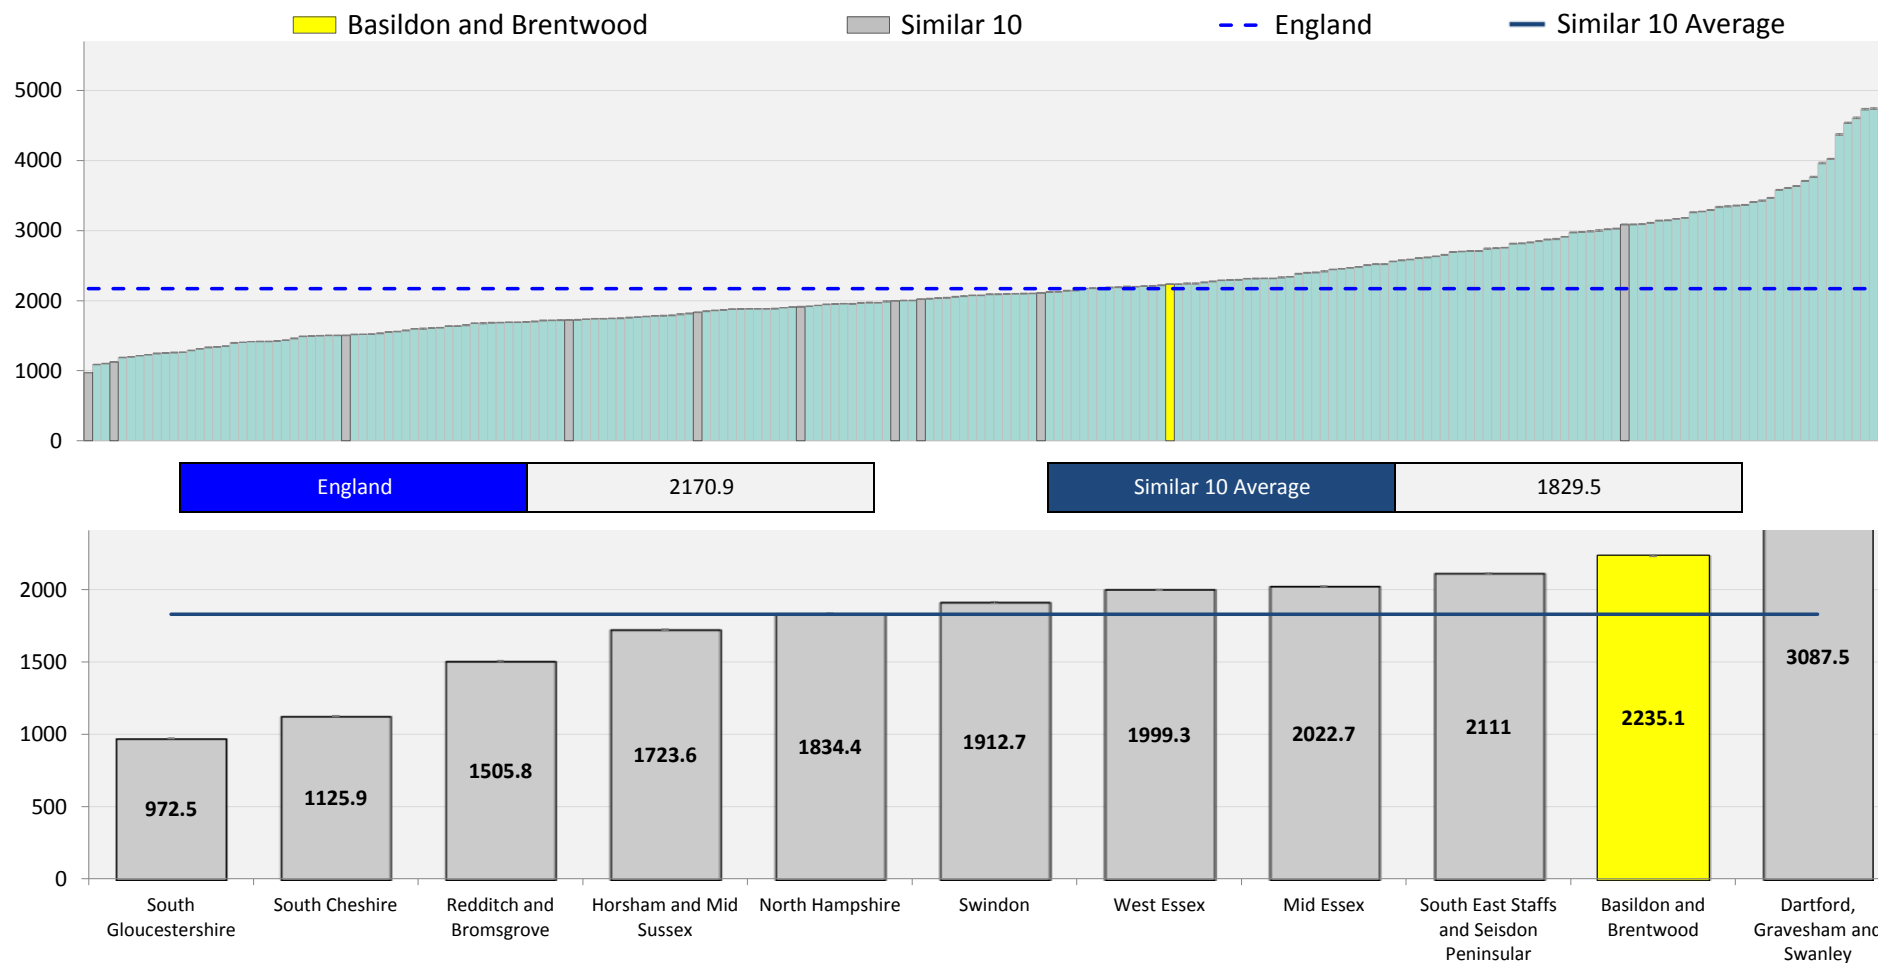 Basildon and Brentwood Similar 10 England Similar 10 Average
5000
4000
3000
2000
1000
0
England 2170.9 Similar 10 Average 1829.5
2000
1500
1000
500
0
972.5 1125.9 1505.8 1723.6 1834.4 1912.7 1999.3 2022.7 2111 2235.1 3087.5
South
Gloucestershire
South Cheshire
Redditch and
Bromsgrove
Horsham and Mid
Sussex
North Hampshire
Swindon
West Essex
Mid Essex
South East Staffs
and Seisdon
Peninsular
Basildon and
Brentwood
Dartford,
Gravesham and
Swanley